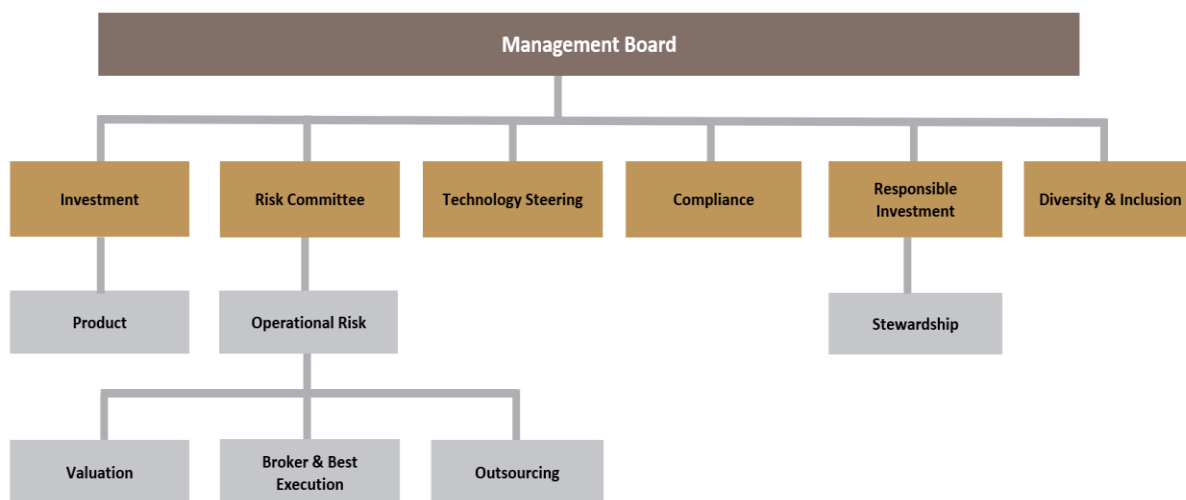 Management Board
Investment
Risk Committee
Technology Steering
Compliance
Responsible
Investment
Diversity & Inclusion
Product
Operational Risk
Stewardship
Valuation
Broker & Best
Execution
Outsourcing